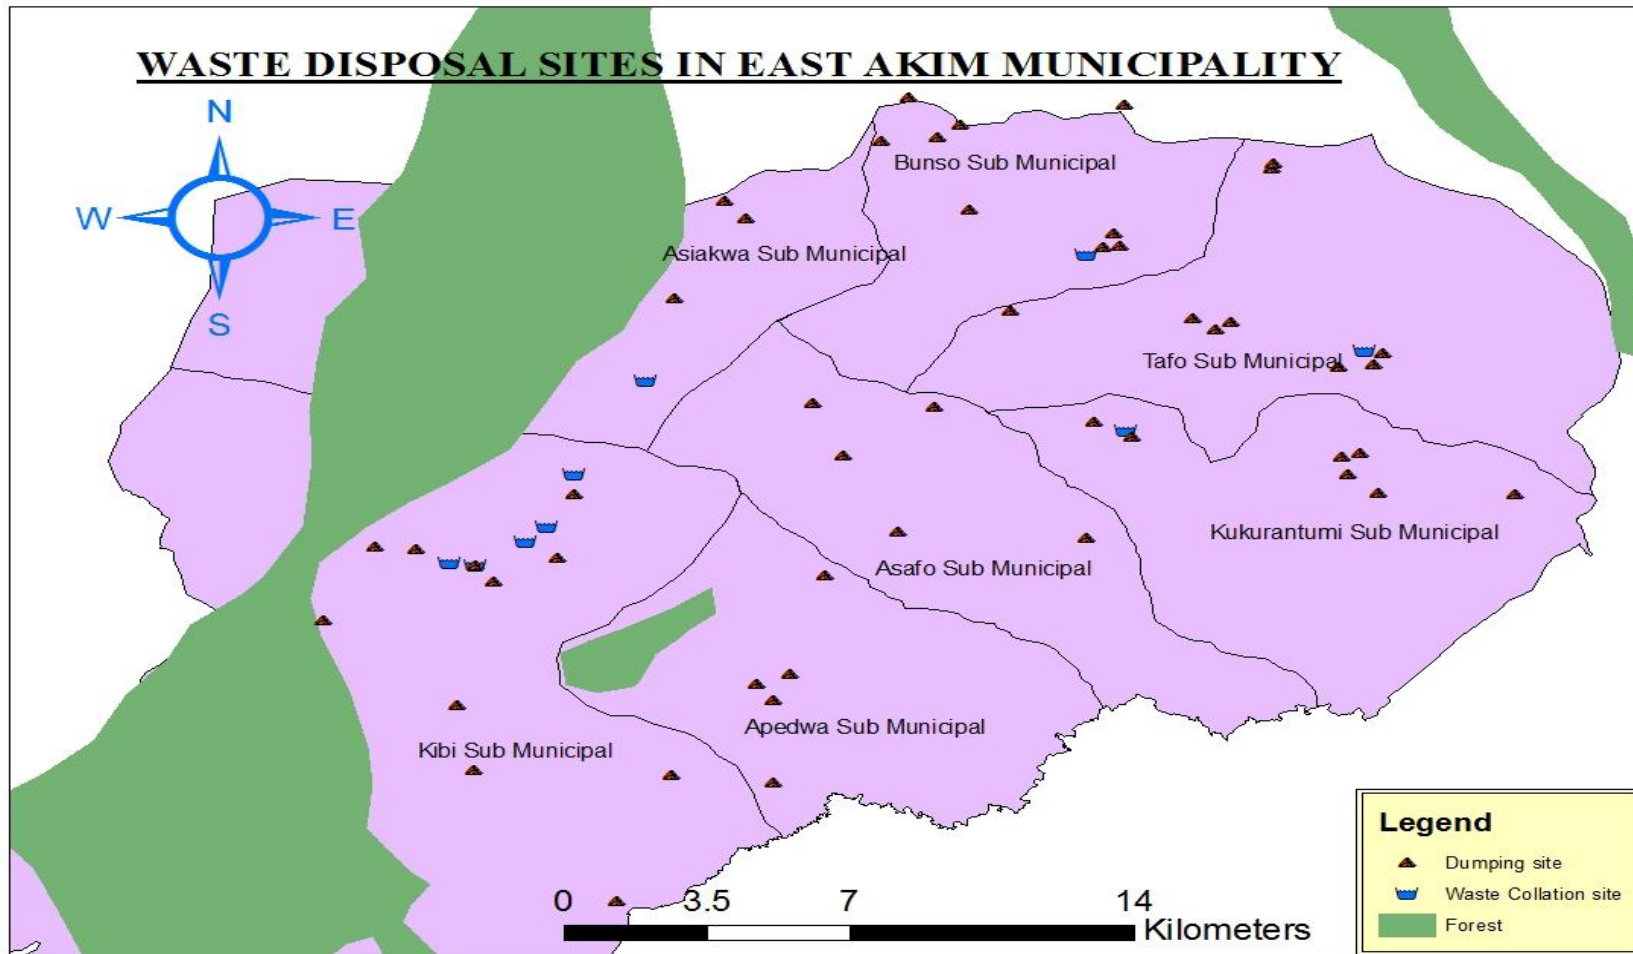 WASTE DISPOSAL SITES IN EAST AKIM MUNICIPALITY
N
W E
S
Bunso Sub Municipal
Asiakwa Sub Municipal
Tafo Sub Municipal
Kukurantumi Sub Municipal
Asafo Sub Municipal
Apedwa Sub Municipal
Kibi Sub Municipal
Legend
Dumping site
Waste Collation site
Forest
0 3.5 7 14
Kilometers